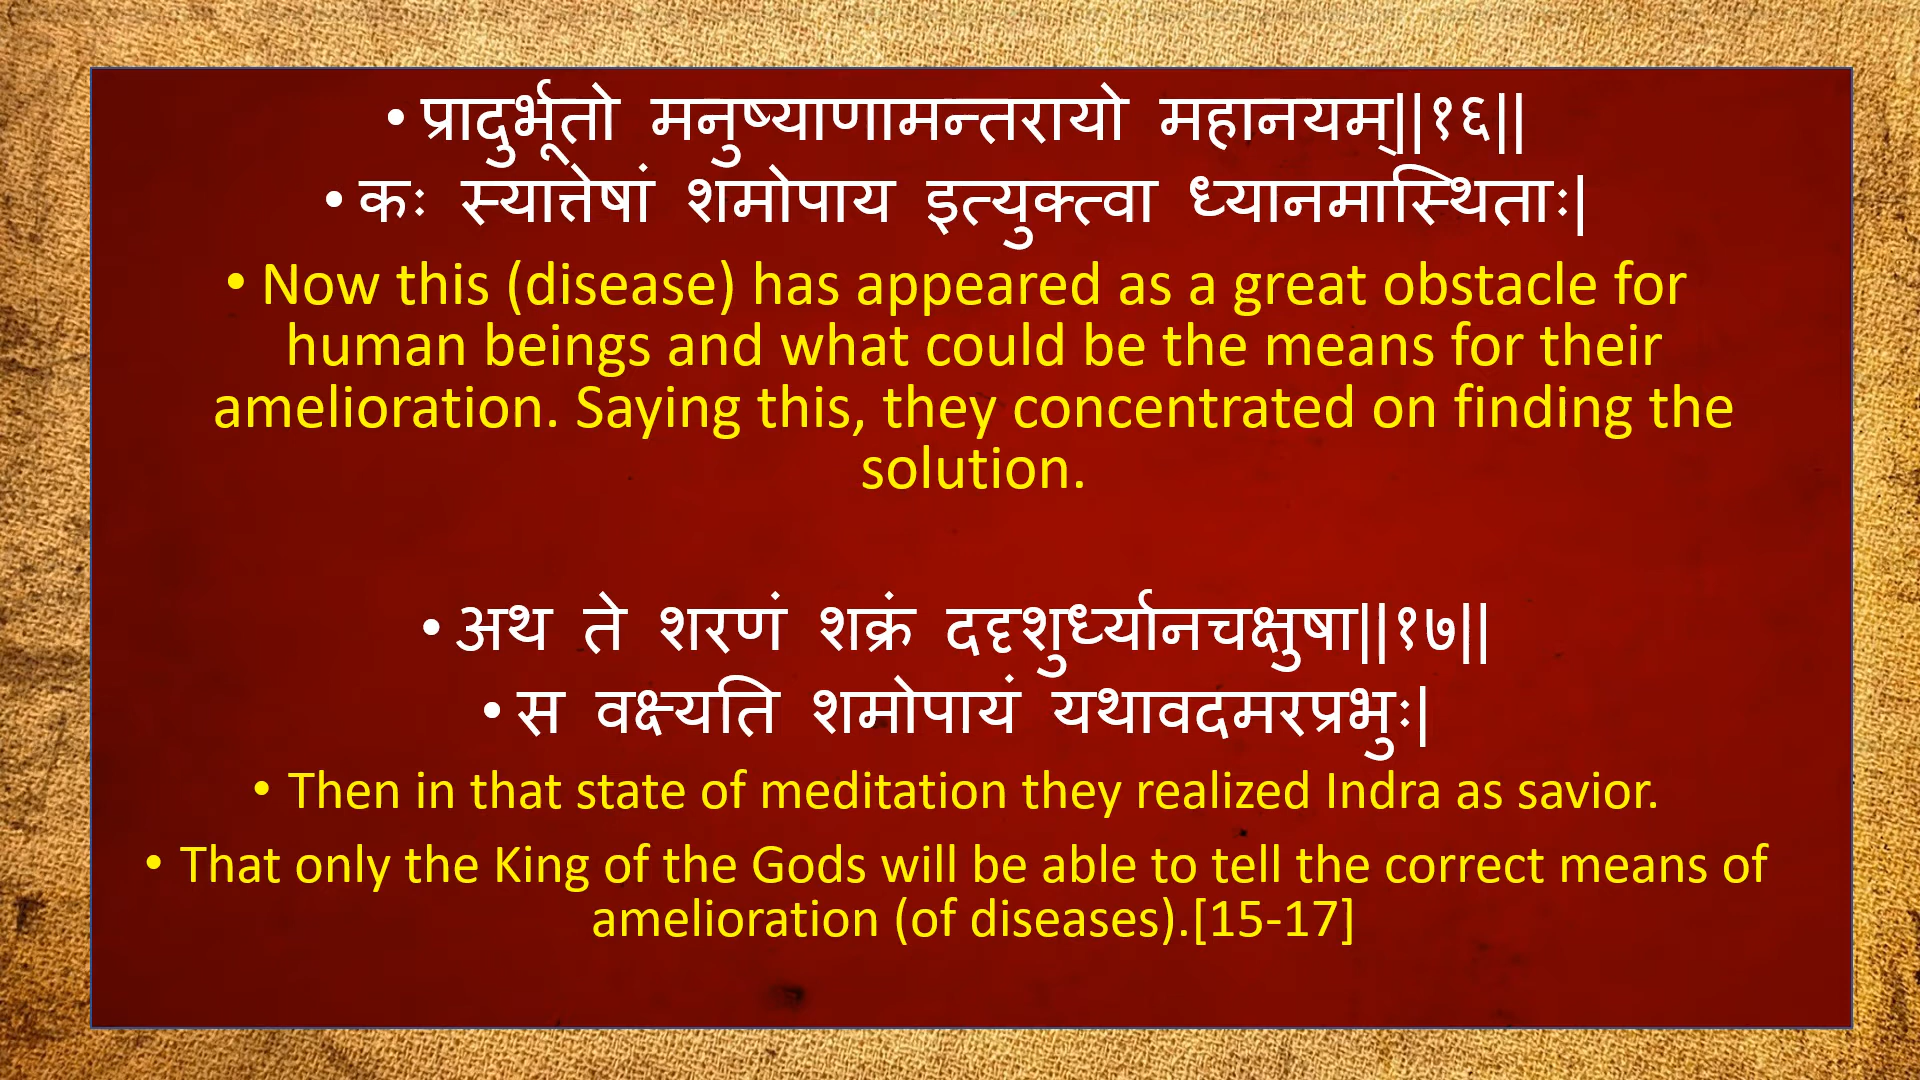 • प्रादुर्भूतो मनुष्याणामन्तरायो महानयम्||१६||
• कः स्यात्तेषां शमोपाय इत्युक्त्वा ध्यानमास्थिताः|
• Now this (disease) has appeared as a great obstacle for
human beings and what could be the means for their
amelioration. Saying this, they concentrated on finding the
solution.
• अथ ते शरणं शक्रं ददृशुर्ध्यानचक्षुषा||१७||
• स वक्ष्यति शमोपायं यथावदमरप्रभुः|
• Then in that state of meditation they realized Indra as savior.
• That only the King of the Gods will be able to tell the correct means of
amelioration (of diseases).[15-17]